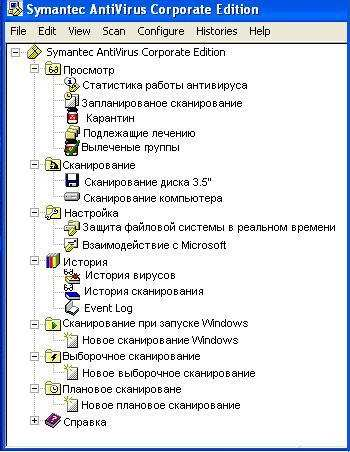 Symantec AntiVirus Corporate Edition
File Edit View Scan Configure Histories Help
Symantec AntiVirus Corporate Edition
Просмотр
Статистика работы антивируса
Запланированое сканирование
Карантин
Подлежащие лечению
Вылеченые группы
Сканирование
Сканирование диска 3.5"
Сканирование компьютера
Настройка
Защита файловой системы в реальном времени
Взаимодействие с Microsoft
История
История вирусов
История сканирования
Event Log
Сканирование при запуске Windows
Новое сканирование Windows
Выборочное сканирование
Новое выборочное сканирование
Плановое сканироване
Новое плановое сканирование
Справка